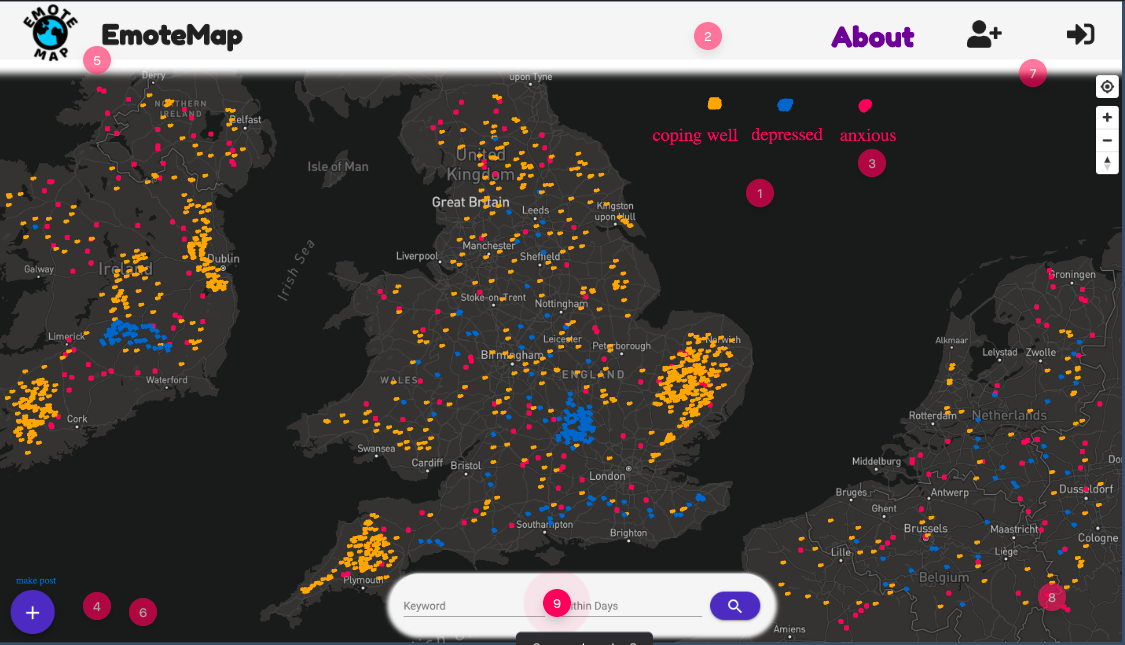 EMOTE
MAP
EmoteMap
About
2
5
7
Derry
upon Tyne
NORTHERN
IRELAND
Belfast
coping well
depressed
anxious
+
−
Isle of Man
United
Kingdom
3
1
Great Britain
Leeds
Kingston
upon Hull
Manchester
Liverpool
Sheffield
Dublin
Ireland
Galway
Irish Sea
Groningen
Stoke-on-Trent
Nottingham
Limerick
Leicester
Peterborough
Norwich
Alkmaar
Lelystad
Zwolle
Birmingham
WALES
ENGLAND
Waterford
Cork
Rotterdam
Netherlands
Swansea
Cardiff
Bristol
London
Middelburg
Bruges
Antwerp
Dusseldorf
Ghent
Southampton
Brighton
Brussels
Maastricht
Cologne
Lille
Liège
Plymouth
Belgium
make post
+
4
6
Keyword
9
ithin Days
8
Amiens